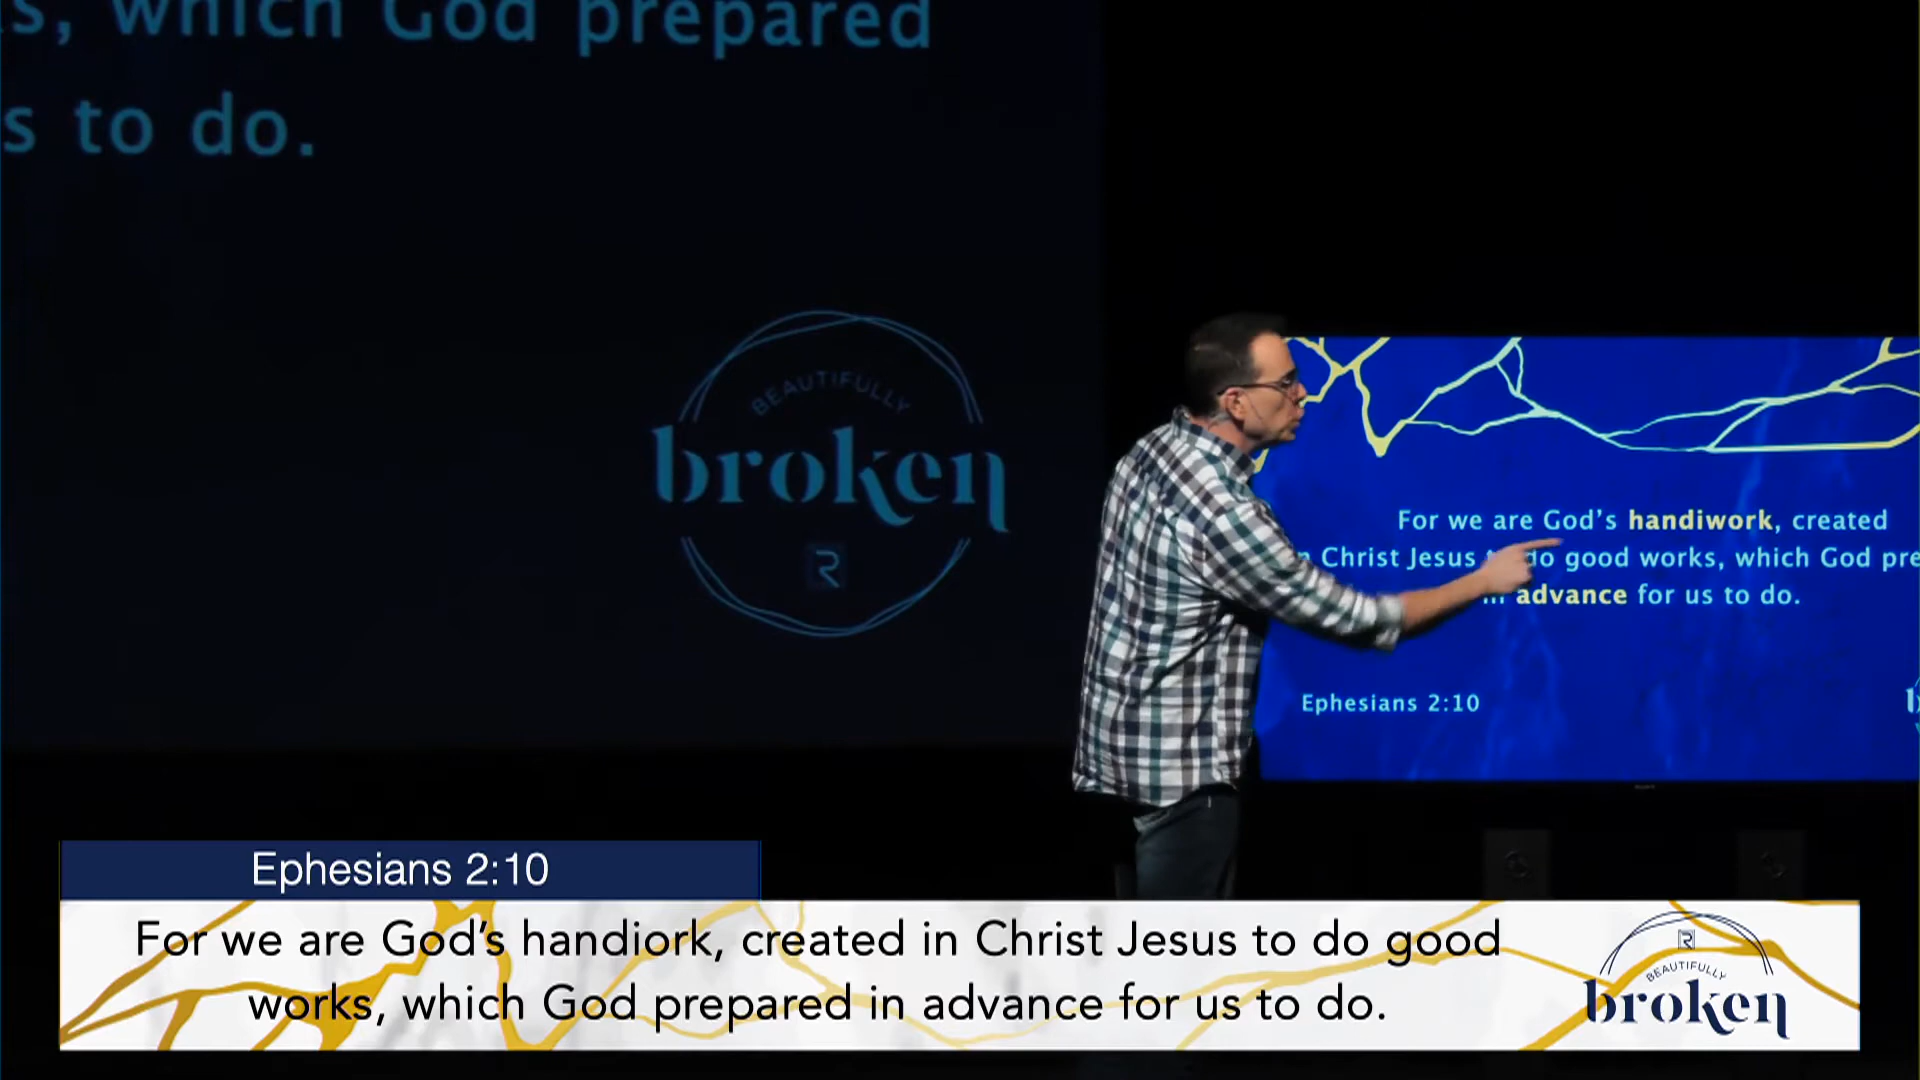 s, which God prepared
s to do.
BEAUTIFULLY
broken
R
For we are God's handiwork, created
Christ Jesus do good works, which God pre
advance for us to do.
Ephesians 2:10
Ephesians 2:10
For we are God's handiork, created in Christ Jesus to do good
works, which God prepared in advance for us to do.
R
BEAUTIFULLY
broken